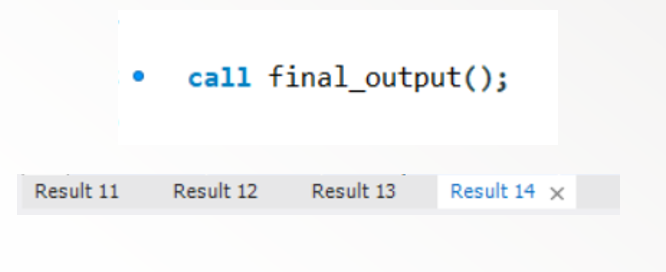 call final_output();
Result 11 Result 12 Result 13 Result 14 ×